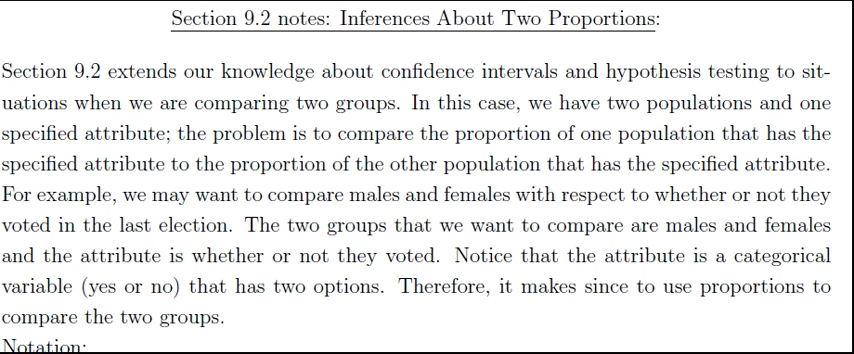 Section 9.2 notes: Inferences About Two Proportions:
Section 9.2 extends our knowledge about confidence intervals and hypothesis testing to sit-
uations when we are comparing two groups. In this case, we have two populations and one
specified attribute; the problem is to compare the proportion of one population that has the
specified attribute to the proportion of the other population that has the specified attribute.
For example, we may want to compare males and females with respect to whether or not they
voted in the last election. The two groups that we want to compare are males and females
and the attribute is whether or not they voted. Notice that the attribute is a categorical
variable (yes or no) that has two options. Therefore, it makes since to use proportions to
compare the two groups.
Notation: